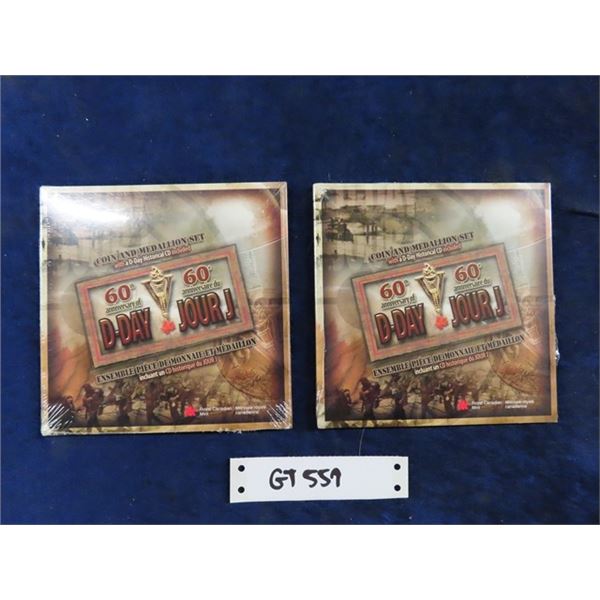 COIN AND MEDALLION SET
with a D-Day Historical CD included
60th anniversary of
D-DAY
60e anniversaire du
JOUR J
ENSEMBLE PIÈCE DE MONNAIE ET MÉDAILLON
incluant un CD historique du JOUR J
Royal Canadian Mint
Monnaie royale canadienne
COIN AND MEDALLION SET
with a D-Day Historical CD included
60th anniversary of
D-DAY
60e anniversaire du
JOUR J
ENSEMBLE PIÈCE DE MONNAIE ET MÉDAILLON
incluant un CD historique du JOUR J
Royal Canadian Mint
Monnaie royale canadienne
GT 559